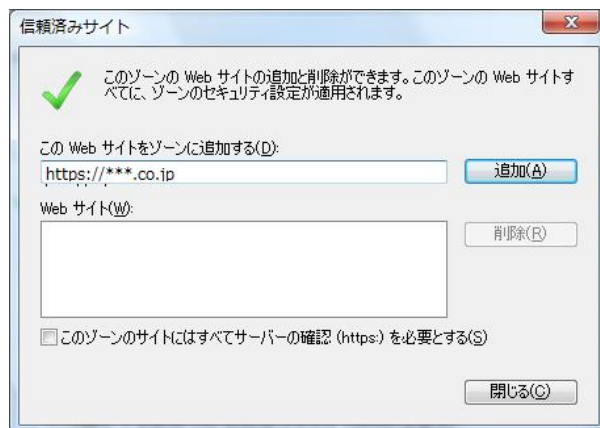 信頼済みサイト
このゾーンの Web サイトの追加と削除ができます。このゾーンの Web サイトす
べてに、ゾーンのセキュリティ設定が適用されます。
この Web サイトをゾーンに追加する(D):
https://***.co.jp
追加(A)
Web サイト(W):
削除(R)
このゾーンのサイトにはすべてサーバーの確認 (https:) を必要とする(S)
閉じる(C)